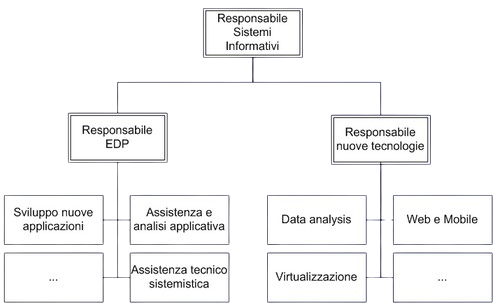 Responsabile
Sistemi
Informativi
Responsabile
EDP
Responsabile
nuove tecnologie
Sviluppo nuove
applicazioni
Assistenza e
analisi applicativa
Data analysis
Web e Mobile
...
Assistenza tecnico
sistemistica
Virtualizzazione
...